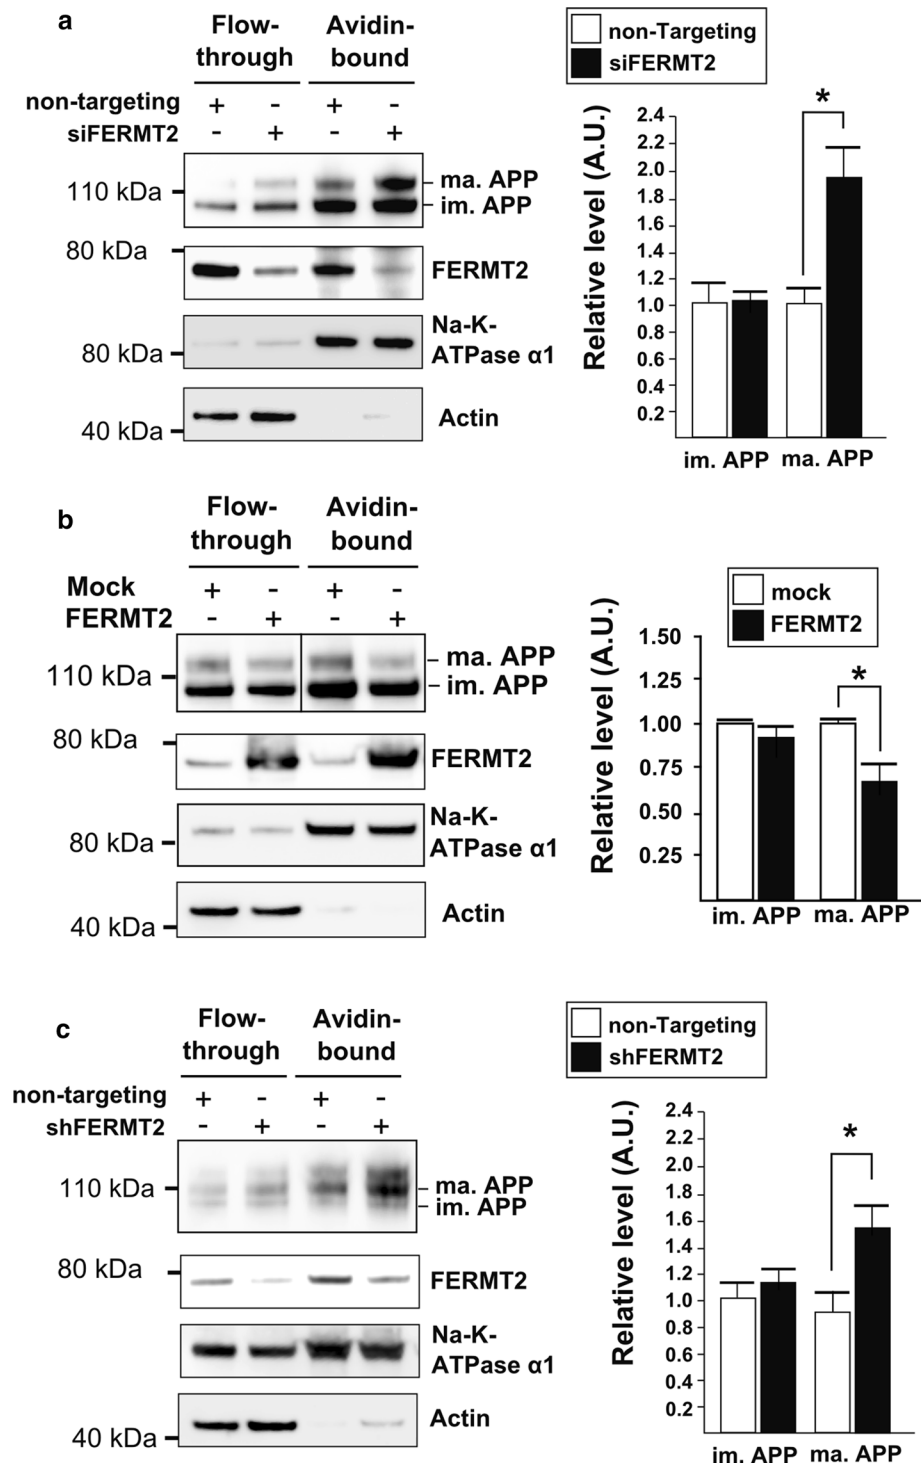 a
Flow-
through
Avidin-
bound
non-targeting + - + -
siFERMT2 - + - +
110 kDa
ma. APP
im. APP
80 kDa
FERMT2
80 kDa
Na-K-
ATPase α1
40 kDa
Actin
non-Targeting
siFERMT2
Relative level (A.U.)
2.4
2.2
2.0
1.8
1.6
1.4
1.2
1.0
0.8
0.6
0.4
0.2
*
im. APP ma. APP
b
Flow-
through
Avidin-
bound
Mock + - + -
FERMT2 - + - +
110 kDa
ma. APP
im. APP
80 kDa
FERMT2
80 kDa
Na-K-
ATPase α1
40 kDa
Actin
mock
FERMT2
Relative level (A.U.)
1.50
1.25
1.00
0.75
0.50
0.25
*
im. APP ma. APP
c
Flow-
through
Avidin-
bound
non-targeting + - + -
shFERMT2 - + - +
110 kDa
ma. APP
im. APP
80 kDa
FERMT2
Na-K-
ATPase α1
40 kDa
Actin
non-Targeting
shFERMT2
Relative level (A.U.)
2.4
2.2
2.0
1.8
1.6
1.4
1.2
1.0
0.8
0.6
0.4
0.2
*
im. APP ma. APP